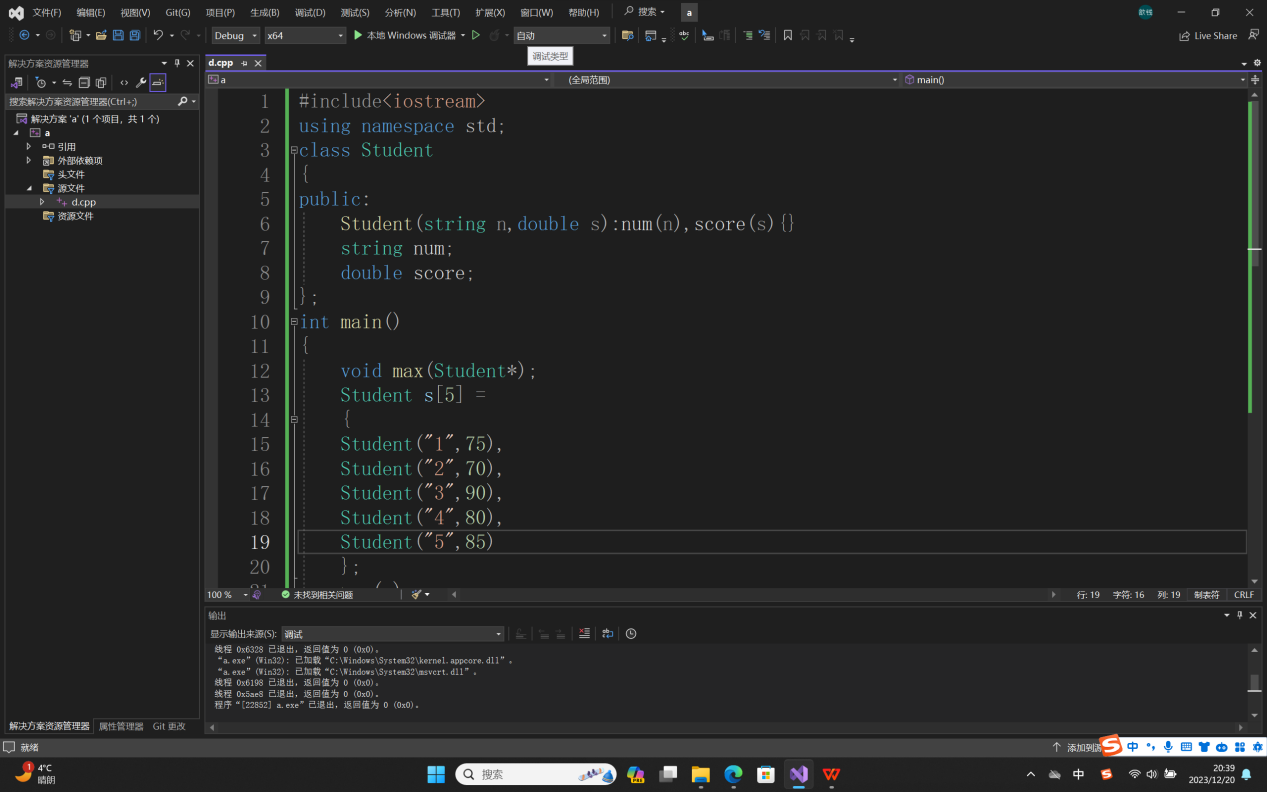 文件(F) 编辑(E) 视图(V) Git(G) 项目(P) 生成(B) 调试(D) 测试(S) 分析(N) 工具(T) 扩展(X) 窗口(W) 帮助(H) 搜索 a
Debug x64 本地 Windows 调试器 自动 Live Share
调试类型
解决方案资源管理器
d.cpp
搜索解决方案资源管理器(Ctrl+;)
解决方案 'a' (1 个项目，共 1 个)
a
引用
外部依赖项
头文件
源文件
d.cpp
资源文件
a (全局范围) main()
1 #include<iostream>
2 using namespace std;
3 class Student
4 {
5 public:
6 Student(string n,double s):num(n),score(s){}
7 string num;
8 double score;
9 };
10 int main()
11 {
12 void max(Student*);
13 Student s[5] =
14 {
15 Student("1",75),
16 Student("2",70),
17 Student("3",90),
18 Student("4",80),
19 Student("5",85)
20 };
100 % 未找到相关问题 行: 19 字符: 16 列: 19 制表符 CRLF
输出
显示输出来源(S): 调试
线程 0x6328 已退出，返回值为 0 (0x0)。
“a.exe”(Win32): 已加载“C:\Windows\System32\kernel.appcore.dll”。
“a.exe”(Win32): 已加载“C:\Windows\System32\msvcrt.dll”。
线程 0x6198 已退出，返回值为 0 (0x0)。
线程 0x5ae8 已退出，返回值为 0 (0x0)。
程序“[22852] a.exe”已退出，返回值为 0 (0x0)。
解决方案资源管理器 属性管理器 Git 更改
就绪 添加到源 中
1 4°C
晴朗
搜索
PRE
中
20:39
2023/12/20